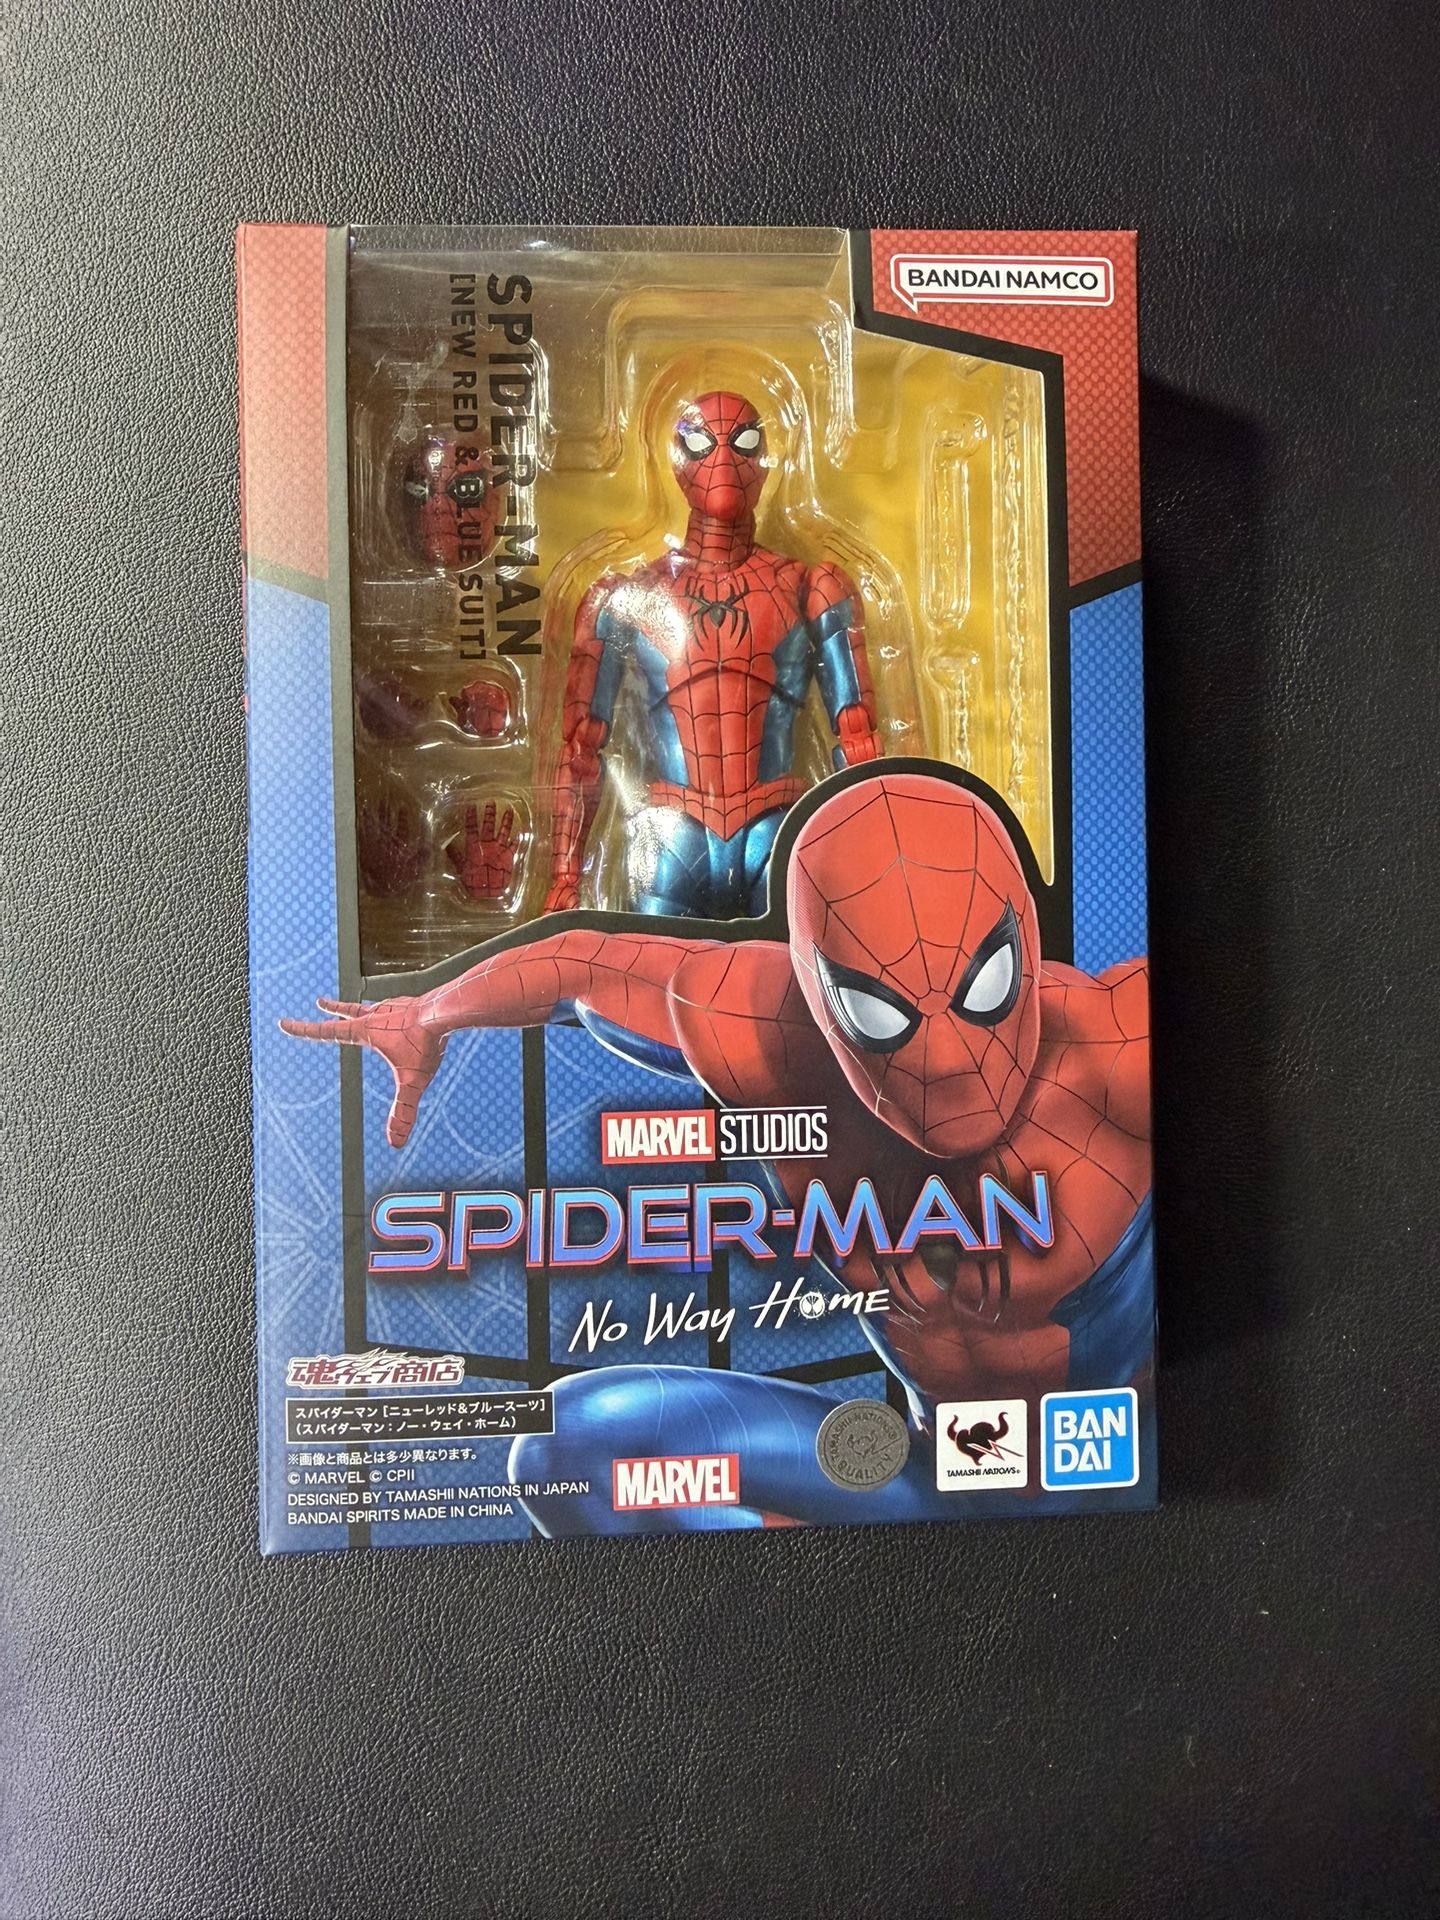 BANDAI NAMCO
SPIDER-MAN
[NEW RED & BLUE SUIT]
MARVEL STUDIOS
SPIDER-MAN
No Way Home
魂ウェブ商店
スパイダーマン [ニューレッド&ブルースーツ]
(スパイダーマン：ノー・ウェイ・ホーム)
※画像と商品とは多少異なります。
© MARVEL © CPII
DESIGNED BY TAMASHII NATIONS IN JAPAN
BANDAI SPIRITS MADE IN CHINA
MARVEL
TAMASHII NATIONS
QUALITY
TAMASHII NATIONS
BAN
DAI